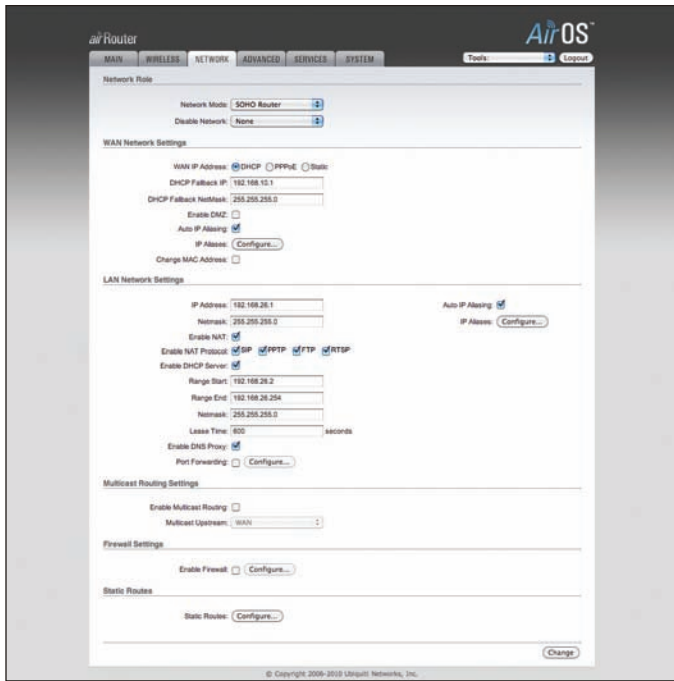 airRouter
AirOS™
MAIN WIRELESS NETWORK ADVANCED SERVICES SYSTEM Tools: Logout
Network Role
Network Mode: SOHO Router
Disable Network: None
WAN Network Settings
WAN IP Address: DHCP PPPoE Static
DHCP Fallback IP: 192.168.10.1
DHCP Fallback NetMask: 255.255.255.0
Enable DMZ:
Auto IP Aliasing:
IP Aliases: Configure...
Change MAC Address:
LAN Network Settings
IP Address: 192.168.26.1 Auto IP Aliasing:
Netmask: 255.255.255.0 IP Aliases: Configure...
Enable NAT:
Enable NAT Protocol: SIP PPTP FTP RTSP
Enable DHCP Server:
Range Start: 192.168.26.2
Range End: 192.168.26.254
Netmask: 255.255.255.0
Lease Time: 600 seconds
Enable DNS Proxy:
Port Forwarding: Configure...
Multicast Routing Settings
Enable Multicast Routing:
Multicast Upstream: WAN
Firewall Settings
Enable Firewall: Configure...
Static Routes
Static Routes: Configure...
Change
© Copyright 2006-2010 Ubiquiti Networks, Inc.